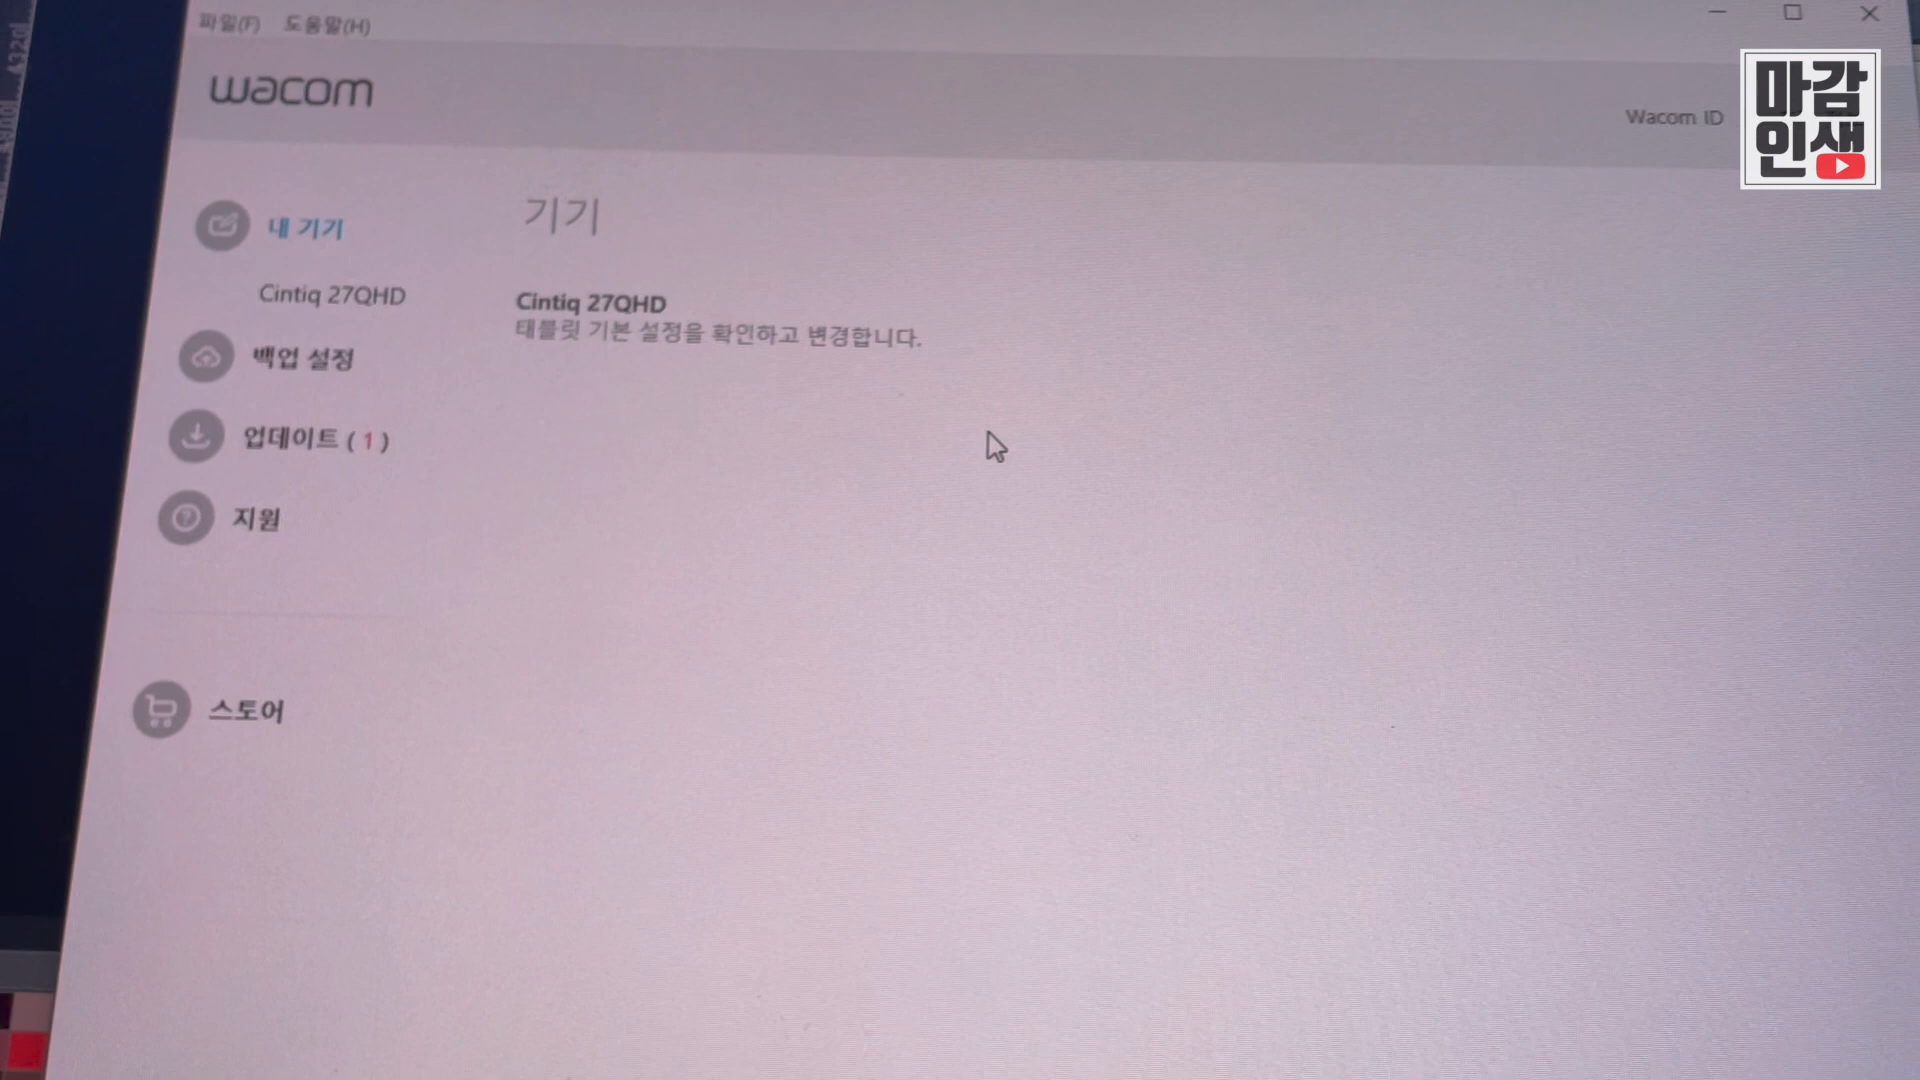 파일(F) 도움말(H)
wacom
Wacom ID
마감
인생
내 기기
Cintiq 27QHD
백업 설정
업데이트 ( 1 )
지원
스토어
기기
Cintiq 27QHD
태블릿 기본 설정을 확인하고 변경합니다.